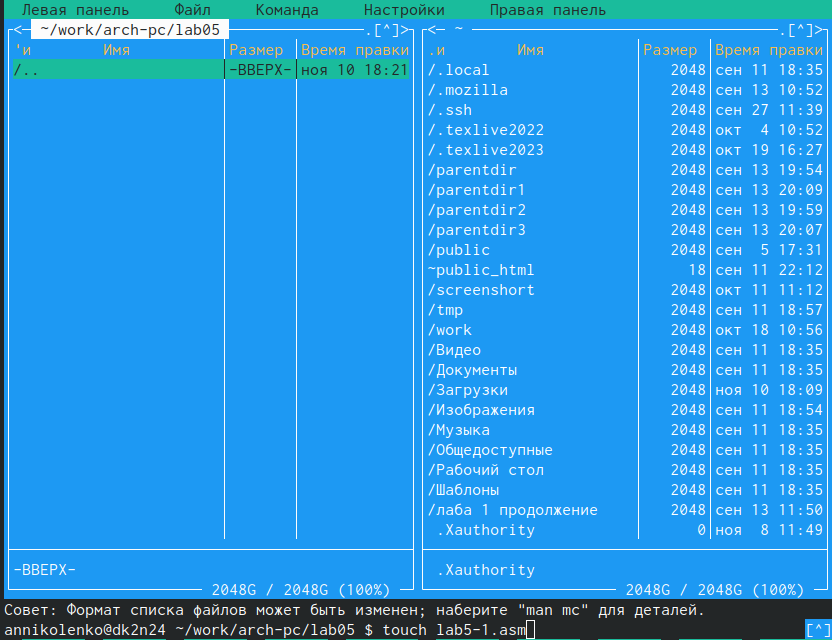 Левая панель Файл Команда Настройки Правая панель
<─ ~/work/arch-pc/lab05 .[^]> <─ ~ .[^]>
'и Имя Размер Время правки .и Имя Размер Время правки
/.. -ВВЕРХ- ноя 10 18:21 /.local 2048 сен 11 18:35
/.mozilla 2048 сен 13 10:52
/.ssh 2048 сен 27 11:39
/.texlive2022 2048 окт 4 10:52
/.texlive2023 2048 окт 19 16:27
/parentdir 2048 сен 13 19:54
/parentdir1 2048 сен 13 20:09
/parentdir2 2048 сен 13 19:59
/parentdir3 2048 сен 13 20:07
/public 2048 сен 5 17:31
~public_html 18 сен 11 22:12
/screenshort 2048 окт 11 11:12
/tmp 2048 сен 11 18:57
/work 2048 окт 18 10:56
/Видео 2048 сен 11 18:35
/Документы 2048 сен 11 18:35
/Загрузки 2048 ноя 10 18:09
/Изображения 2048 сен 11 18:54
/Музыка 2048 сен 11 18:35
/Общедоступные 2048 сен 11 18:35
/Рабочий стол 2048 сен 11 18:35
/Шаблоны 2048 сен 11 18:35
/лаба 1 продолжение 2048 сен 13 11:50
.Xauthority 0 ноя 8 11:49
-ВВЕРХ- .Xauthority
2048G / 2048G (100%) 2048G / 2048G (100%)
Совет: Формат списка файлов может быть изменен; наберите "man mc" для деталей.
annikolenko@dk2n24 ~/work/arch-pc/lab05 $ touch lab5-1.asm [^]